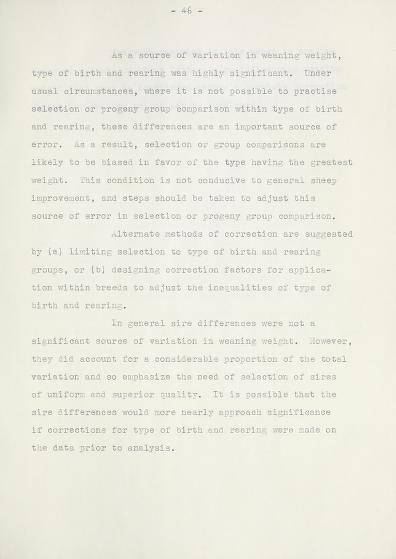 - 46 -
As a source of variation in weaning weight,
type of birth and rearing was highly significant. Under
usual circumstances, where it is not possible to practise
selection or progeny group comparison within type of birth
and rearing, these differences are an important source of
error. As a result, selection or group comparisons are
likely to be biased in favor of the type having the greatest
weight. This condition is not conducive to general sheep
improvement, and steps should be taken to adjust this
source of error in selection or progeny group comparison.
Alternate methods of correction are suggested
by (a) limiting selection to type of birth and rearing
groups, or (b) designing correction factors for applica-
tion within breeds to adjust the inequalities of type of
birth and rearing.
In general sire differences were not a
significant source of variation in weaning weight. However,
they did account for a considerable proportion of the total
variation and so emphasize the need of selection of sires
of uniform and superior quality. It is possible that the
sire differences would more nearly approach significance
if corrections for type of birth and rearing were made on
the data prior to analysis.